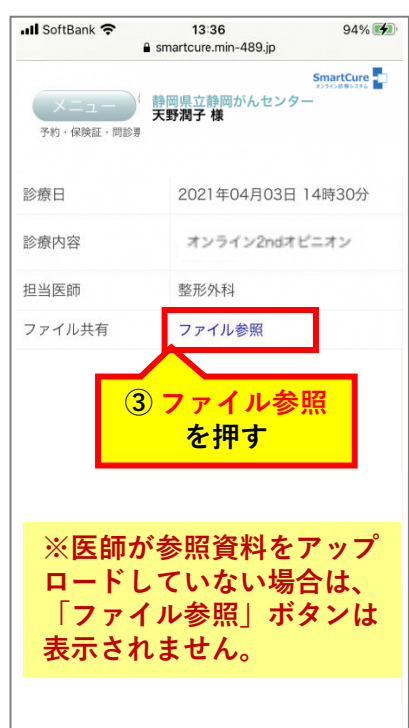 SoftBank 13:36 94%
smartcure.min-489.jp
SmartCure
オンライン診療システム
メニュー
予約・保険証・問診票
静岡県立静岡がんセンター
天野潤子 様
診療日 2021年04月03日 14時30分
診療内容 オンライン2ndオピニオン
担当医師 整形外科
ファイル共有 ファイル参照
③ ファイル参照
を押す
※医師が参照資料をアップ
ロードしていない場合は、
「ファイル参照」ボタンは
表示されません。